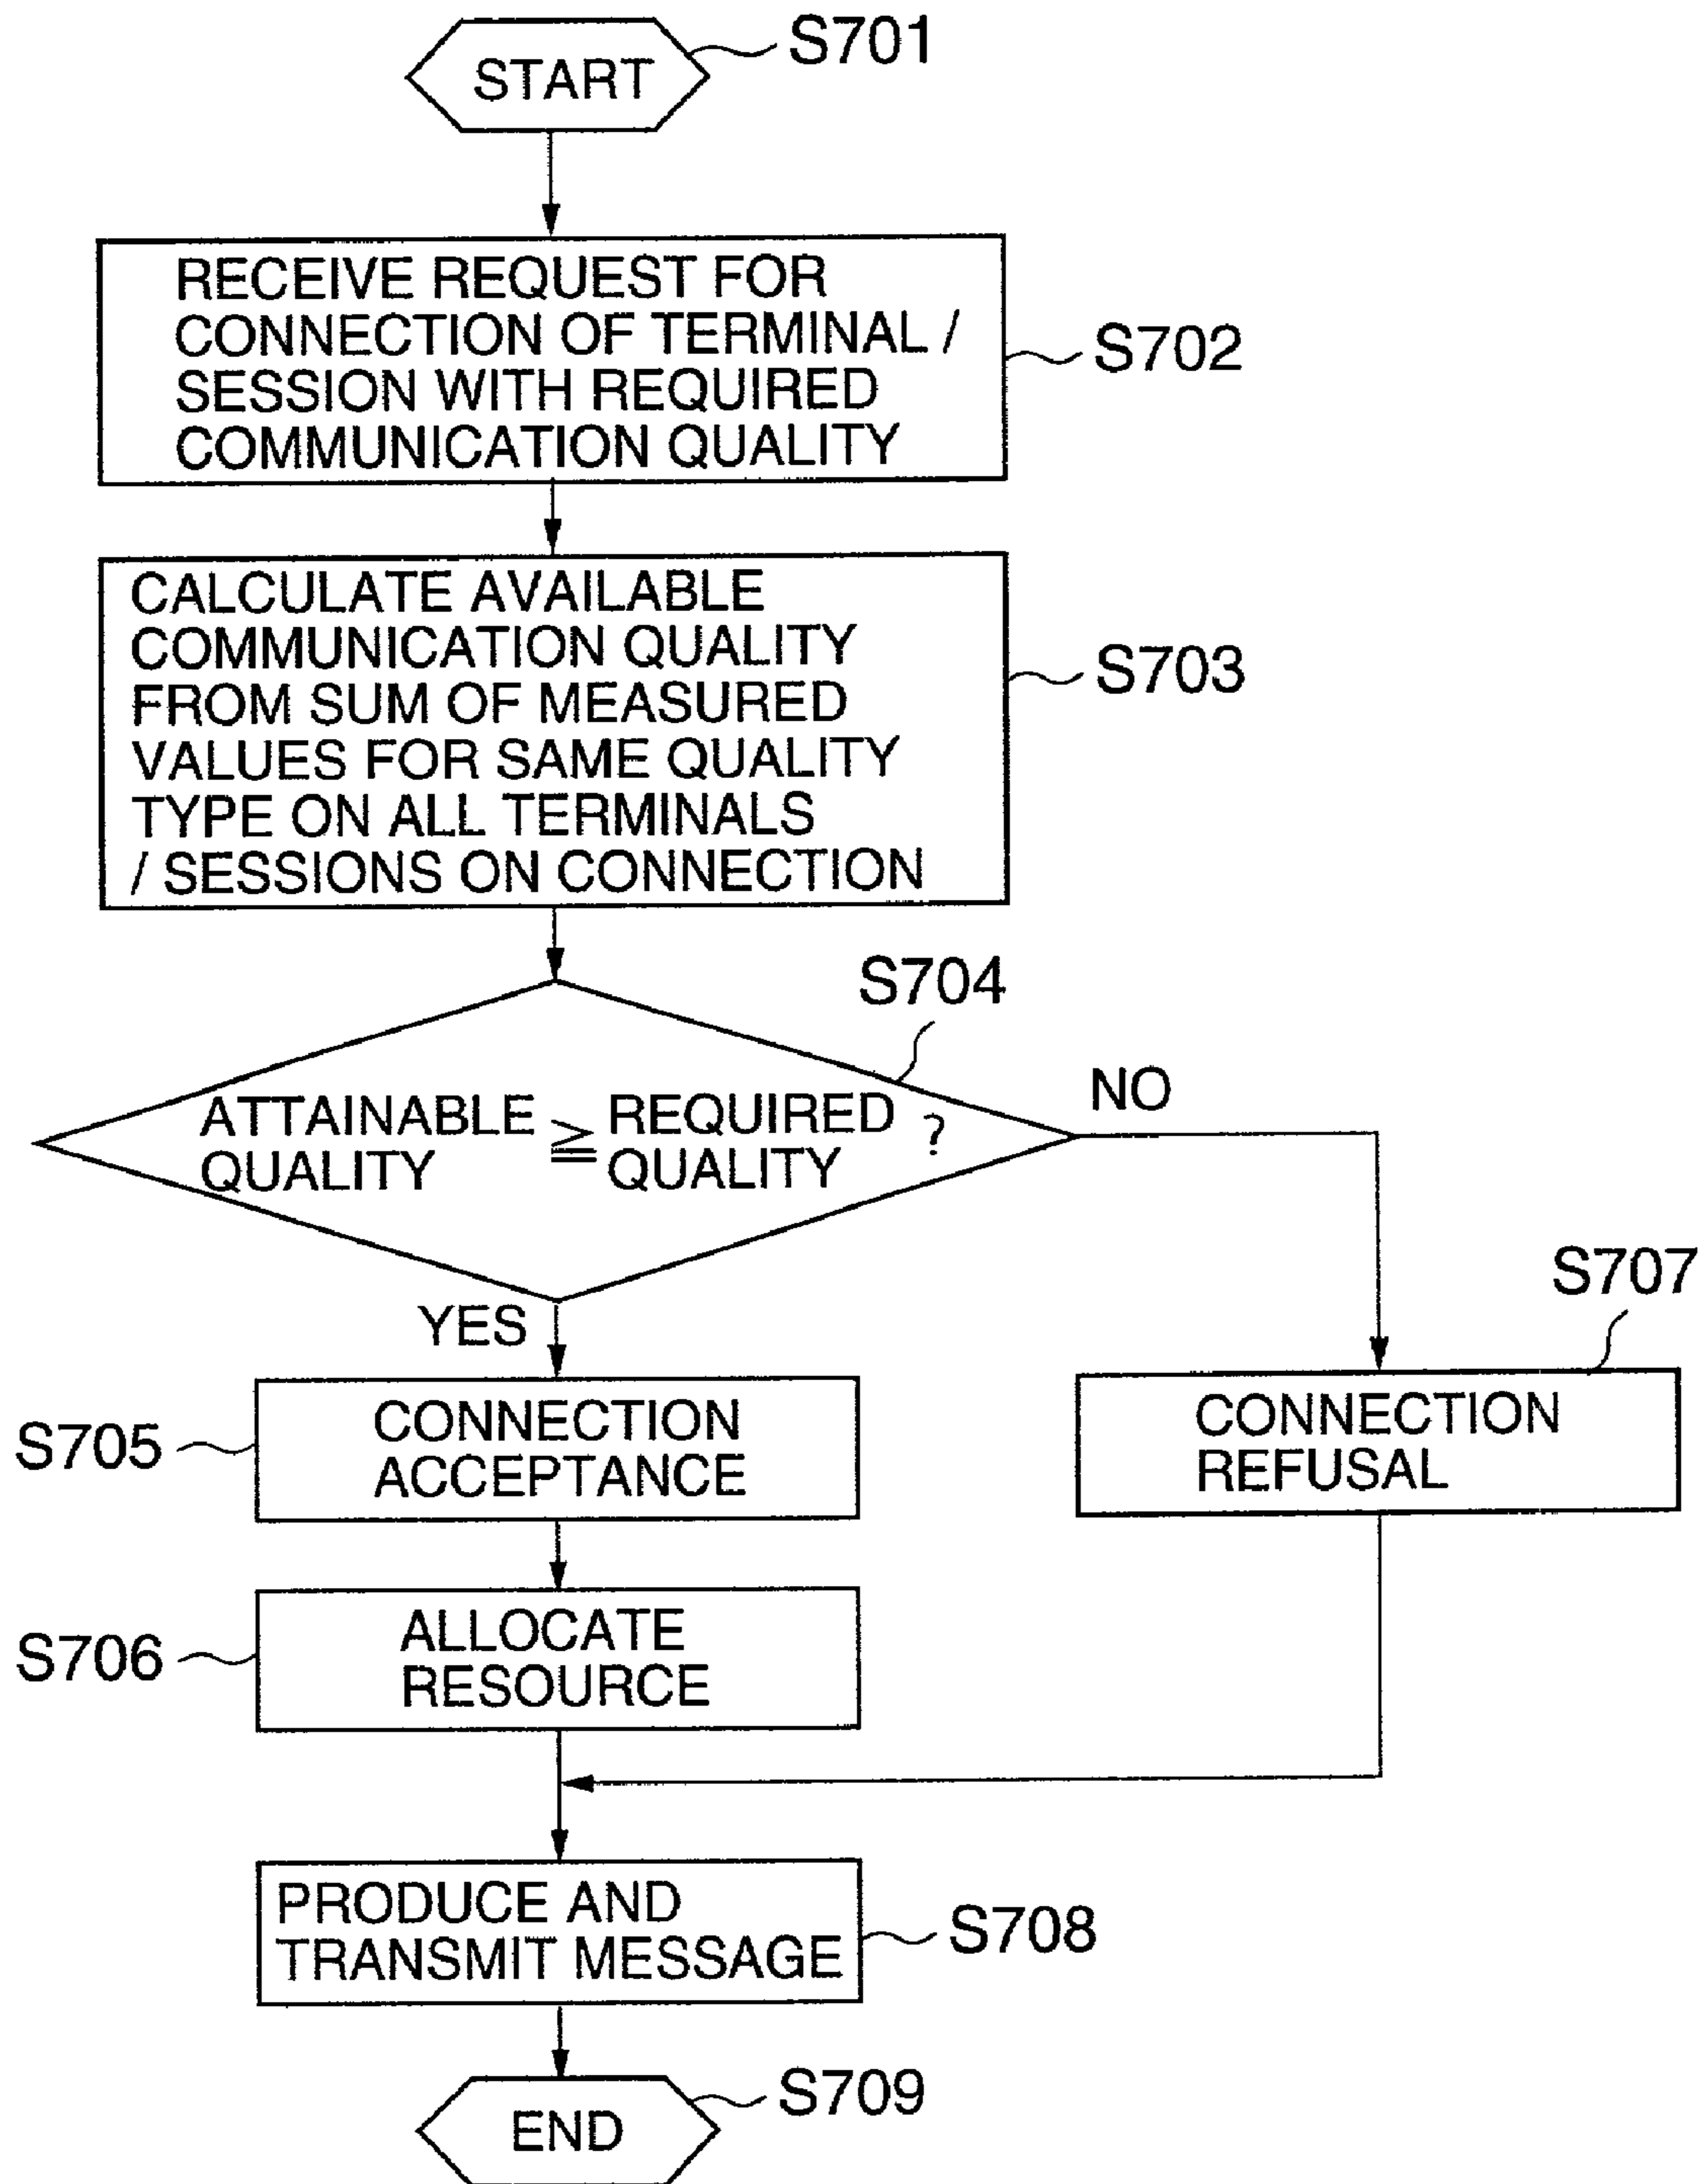 START
S701
RECEIVE REQUEST FOR
CONNECTION OF TERMINAL /
SESSION WITH REQUIRED
COMMUNICATION QUALITY
S702
CALCULATE AVAILABLE
COMMUNICATION QUALITY
FROM SUM OF MEASURED
VALUES FOR SAME QUALITY
TYPE ON ALL TERMINALS
/ SESSIONS ON CONNECTION
S703
S704
ATTAINABLE QUALITY ≧ REQUIRED QUALITY ?
NO
YES
S705
CONNECTION
ACCEPTANCE
S707
CONNECTION
REFUSAL
S706
ALLOCATE
RESOURCE
PRODUCE AND
TRANSMIT MESSAGE
S708
END
S709